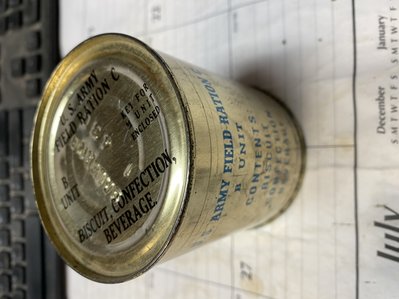 U.S. ARMY
FIELD RATION C
KEY FOR
B UNIT
ENCLOSED
B
UNIT
BISCUIT, CONFECTION,
BEVERAGE.
U.S. ARMY FIELD RATION
B UNIT
CONTENTS
BISCUIT
December
January
S M T W T F S
S M T W T F S
July
27